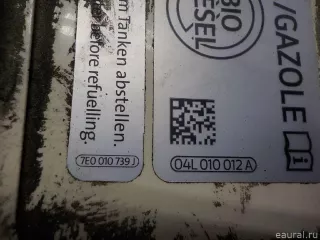 m Tanken abstellen.
before refuelling.
7E0 010 739 J
BIO
DIESEL
/GAZOLE
04L 010 012 A
eaural.ru